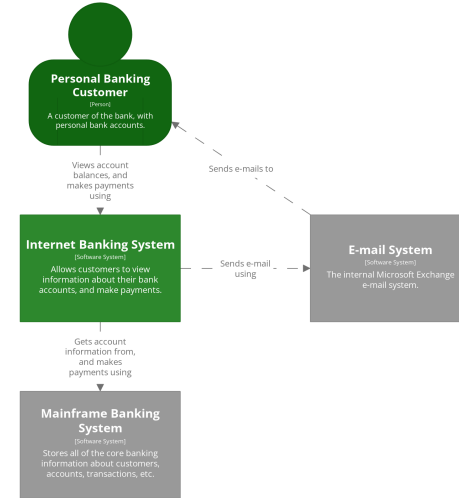 Personal Banking
Customer
[Person]
A customer of the bank, with
personal bank accounts.
Views account
balances, and
makes payments
using
Sends e-mails to
Internet Banking System
[Software System]
Allows customers to view
information about their bank
accounts, and make payments.
Sends e-mail
using
E-mail System
[Software System]
The internal Microsoft Exchange
e-mail system.
Gets account
information from,
and makes
payments using
Mainframe Banking
System
[Software System]
Stores all of the core banking
information about customers,
accounts, transactions, etc.